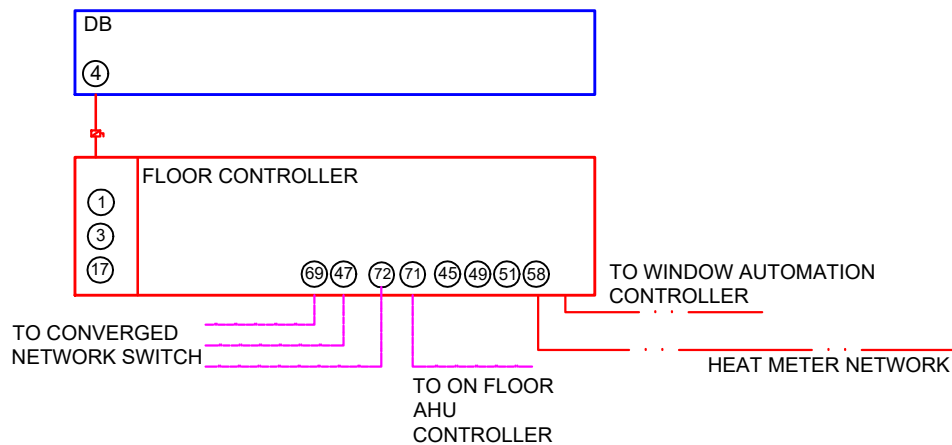 DB
4
FLOOR CONTROLLER
1
3
17
69 47 72 71 45 49 51 58
TO WINDOW AUTOMATION
CONTROLLER
TO CONVERGED
NETWORK SWITCH
HEAT METER NETWORK
TO ON FLOOR
AHU
CONTROLLER